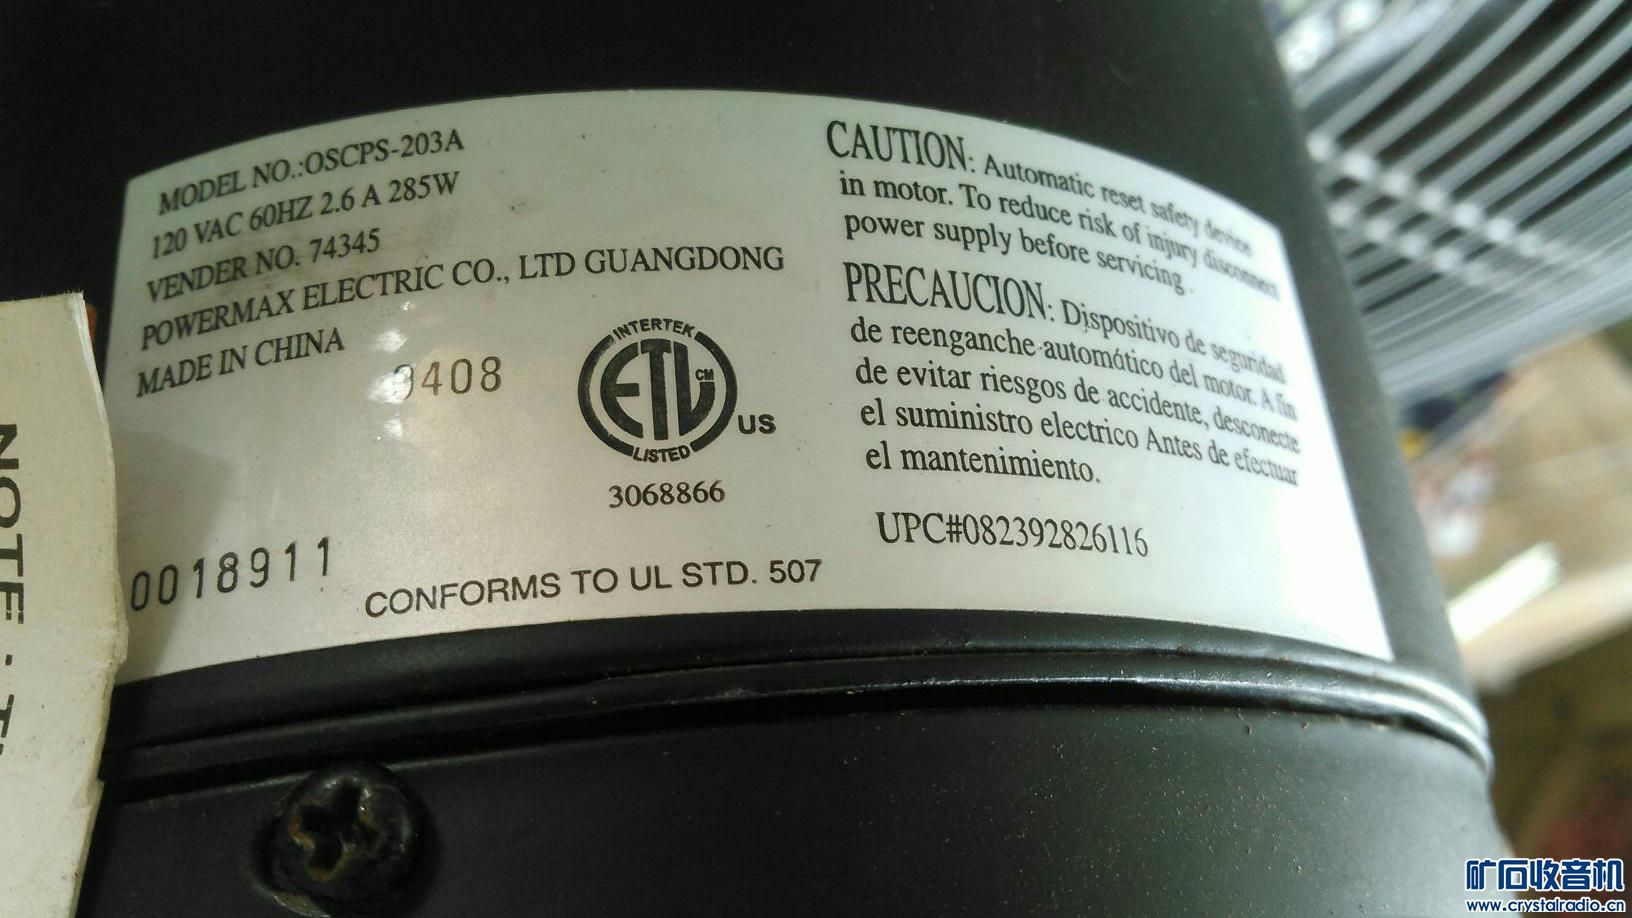 MODEL NO.:OSCPS-203A
120 VAC 60HZ 2.6 A 285W
VENDER NO. 74345
POWERMAX ELECTRIC CO., LTD GUANGDONG
MADE IN CHINA
408
INTERTEK
ETL CM
US
LISTED
3068866
0018911
CONFORMS TO UL STD. 507
CAUTION: Automatic reset safety device
in motor. To reduce risk of injury disconnect
power supply before servicing.
PRECAUCION: Dispositivo de seguridad
de reenganche automótico del motor. A fin
de evitar riesgos de accidente, desconecte
el suministro electrico Antes de efectuar
el mantenimiento.
UPC#082392826116
NOTE : T
矿石收音机
www.crystalradio.cn